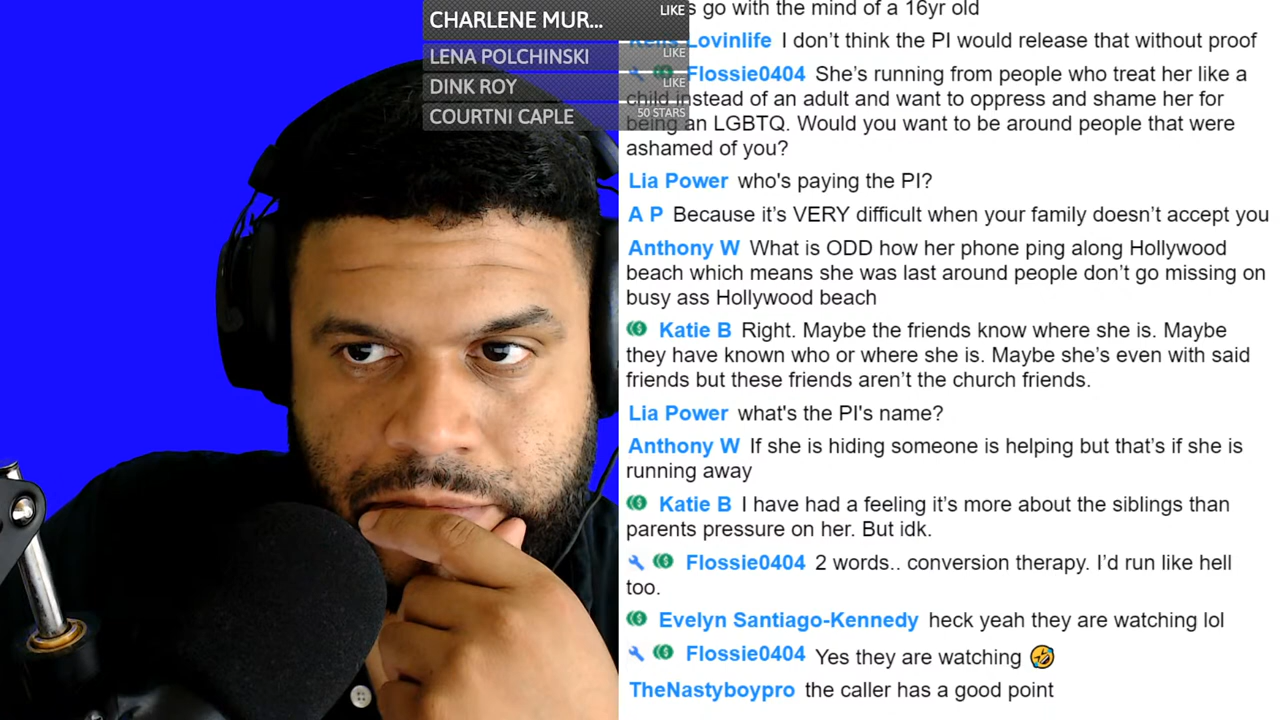 CHARLENE MUR... LIKE
LENA POLCHINSKI LIKE
DINK ROY LIKE
COURTNI CAPLE 50 STARS
s go with the mind of a 16yr old
Lovinlife I don’t think the PI would release that without proof
Flossie0404 She’s running from people who treat her like a
child instead of an adult and want to oppress and shame her for
being an LGBTQ. Would you want to be around people that were
ashamed of you?
Lia Power who's paying the PI?
A P Because it’s VERY difficult when your family doesn’t accept you
Anthony W What is ODD how her phone ping along Hollywood
beach which means she was last around people don’t go missing on
busy ass Hollywood beach
Katie B Right. Maybe the friends know where she is. Maybe
they have known who or where she is. Maybe she’s even with said
friends but these friends aren’t the church friends.
Lia Power what's the PI's name?
Anthony W If she is hiding someone is helping but that’s if she is
running away
Katie B I have had a feeling it’s more about the siblings than
parents pressure on her. But idk.
Flossie0404 2 words.. conversion therapy. I’d run like hell
too.
Evelyn Santiago-Kennedy heck yeah they are watching lol
Flossie0404 Yes they are watching 🤣
TheNastyboypro the caller has a good point